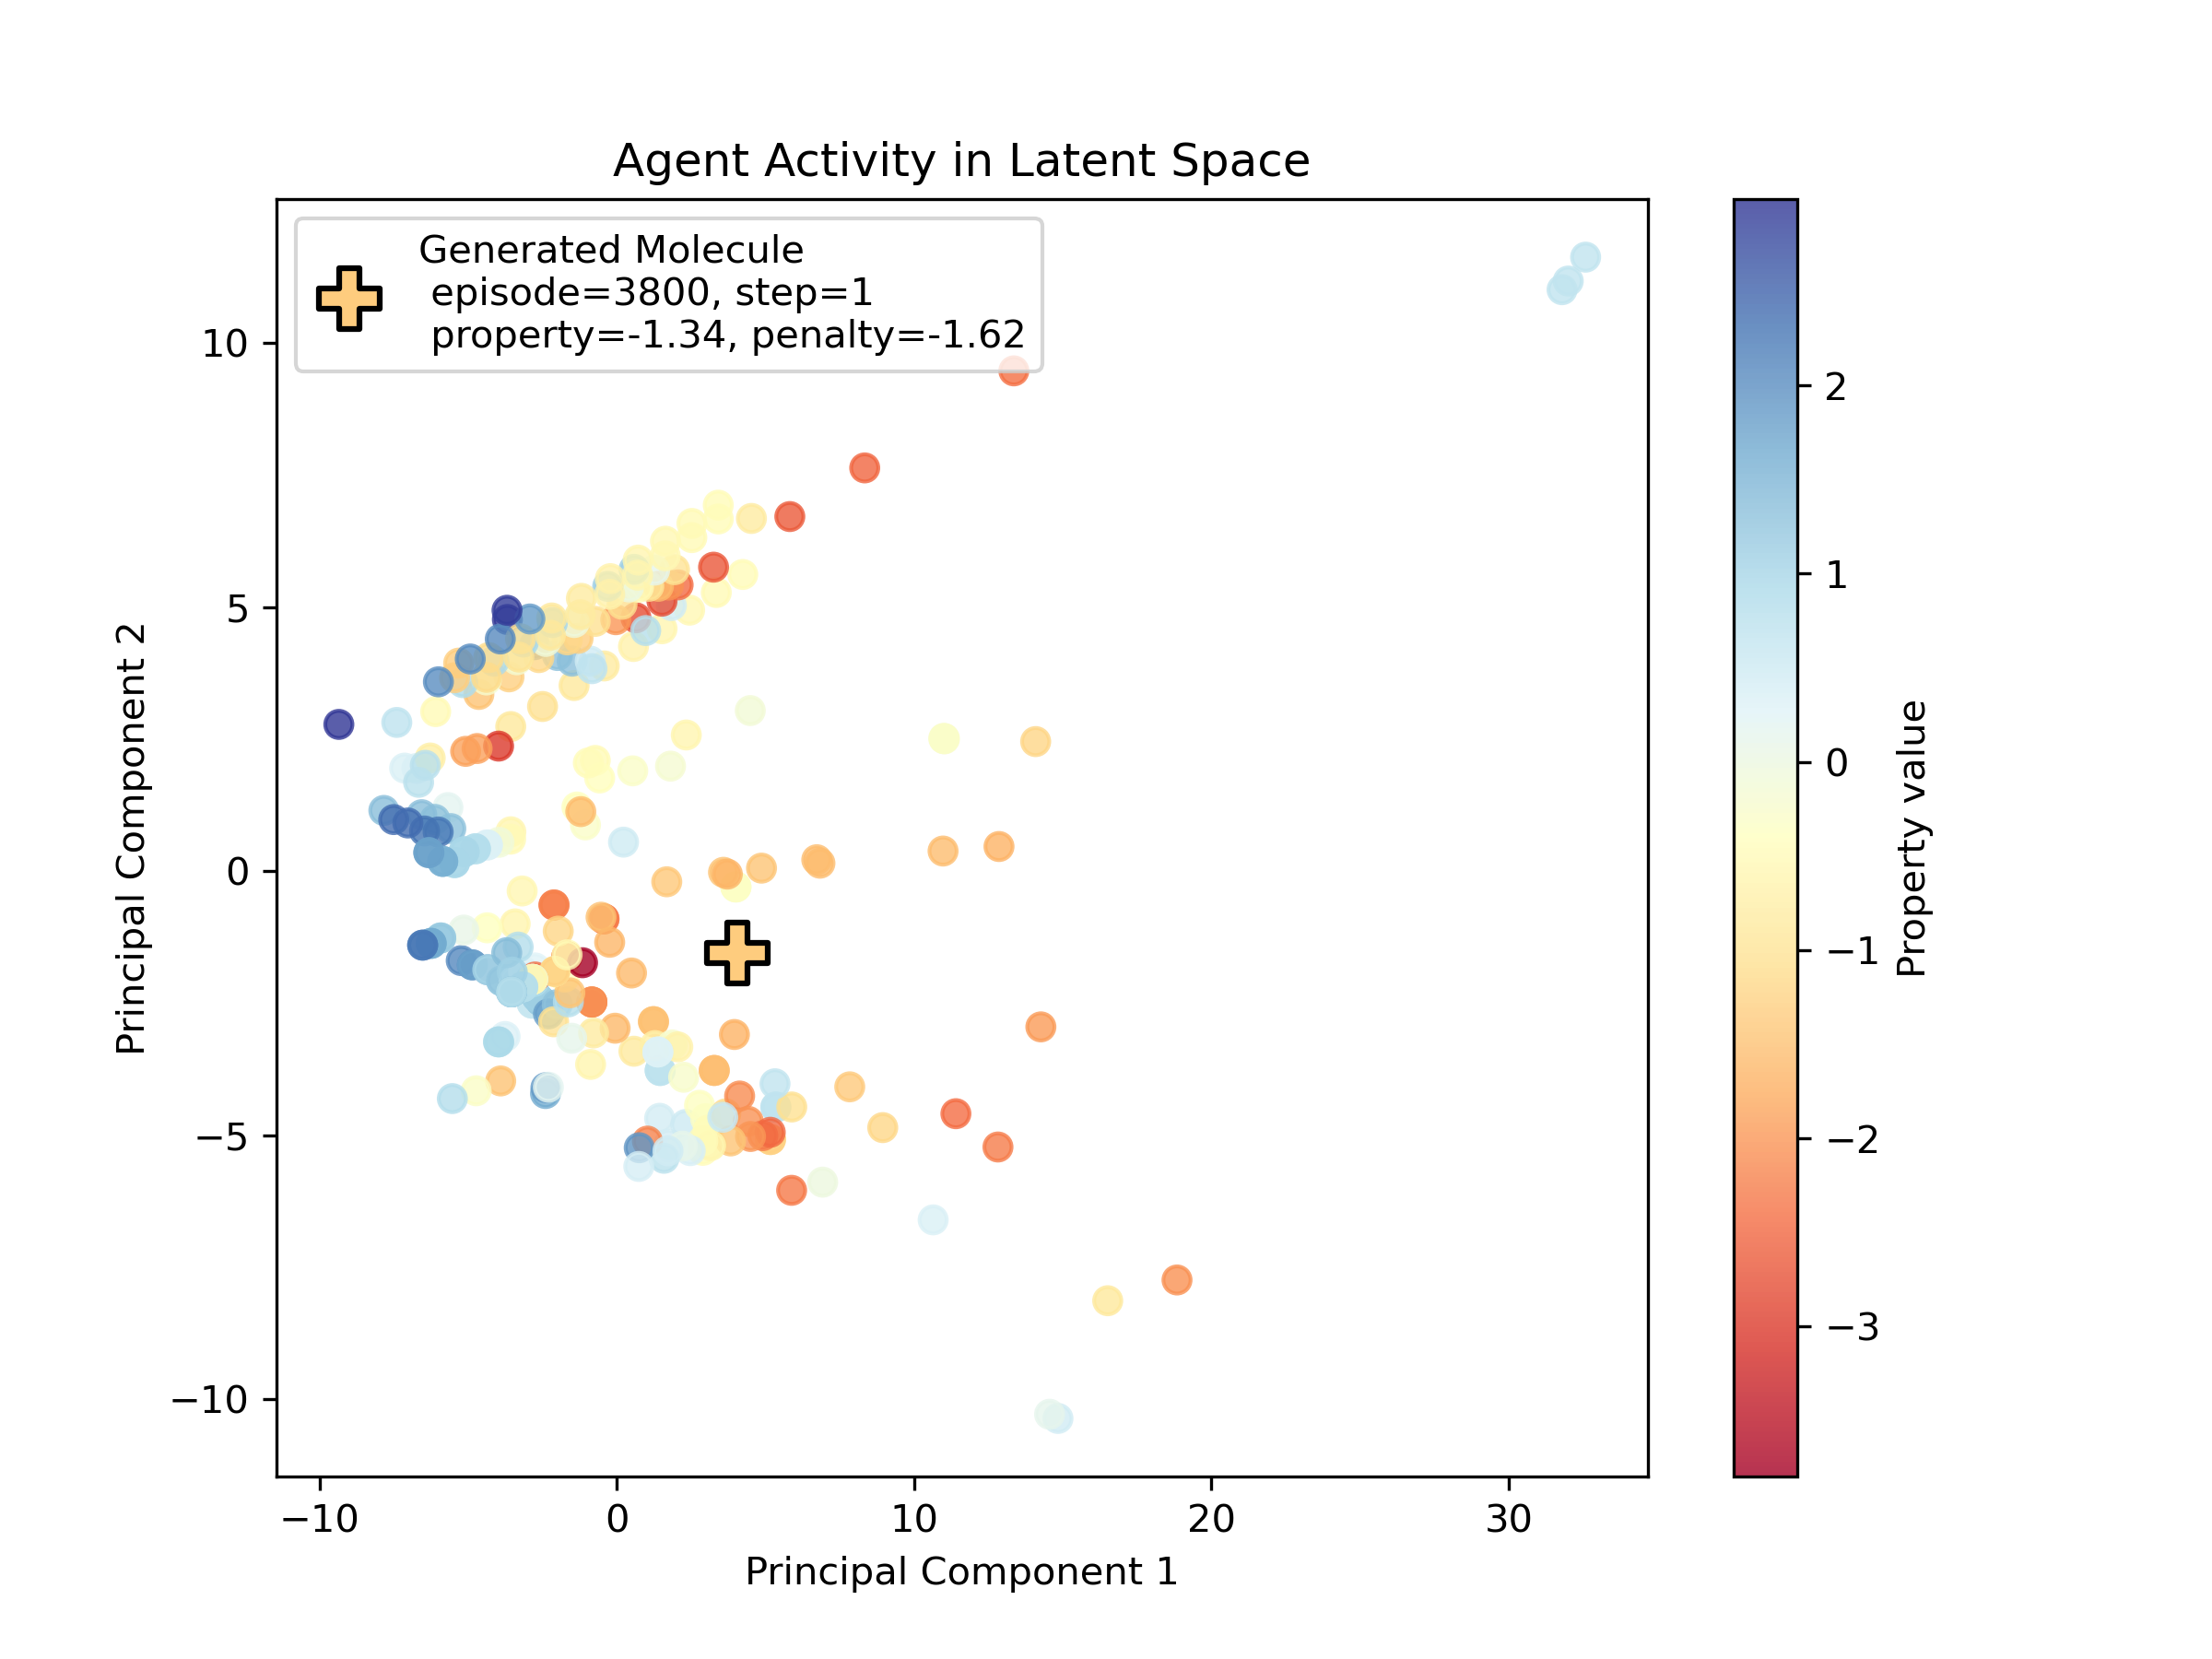 Agent Activity in Latent Space
Generated Molecule
episode=3800, step=1
property=-1.34, penalty=-1.62
10
5
0
−5
−10
Principal Component 2
−10
0
10
20
30
Principal Component 1
2
1
0
−1
−2
−3
Property value